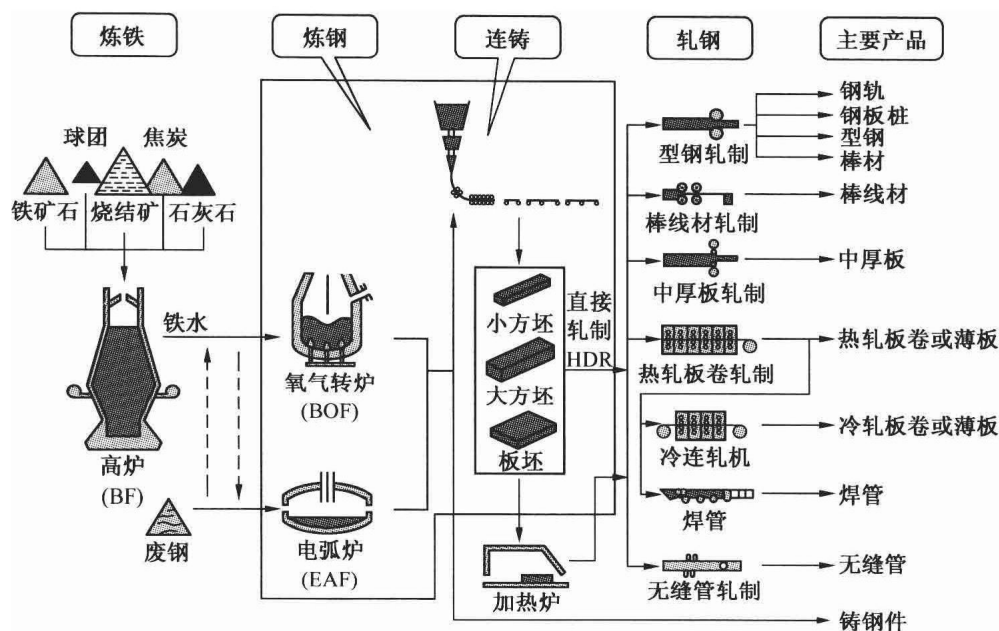 炼铁
炼钢
连铸
轧钢
主要产品
球团
焦炭
铁矿石
烧结矿
石灰石
铁水
高炉
(BF)
废钢
氧气转炉
(BOF)
电弧炉
(EAF)
小方坯
大方坯
板坯
直接
轧制
HDR
加热炉
型钢轧制
棒线材轧制
中厚板轧制
热轧板卷轧制
冷连轧机
焊管
无缝管轧制
钢轨
钢板桩
型钢
棒材
棒线材
中厚板
热轧板卷或薄板
冷轧板卷或薄板
焊管
无缝管
铸钢件